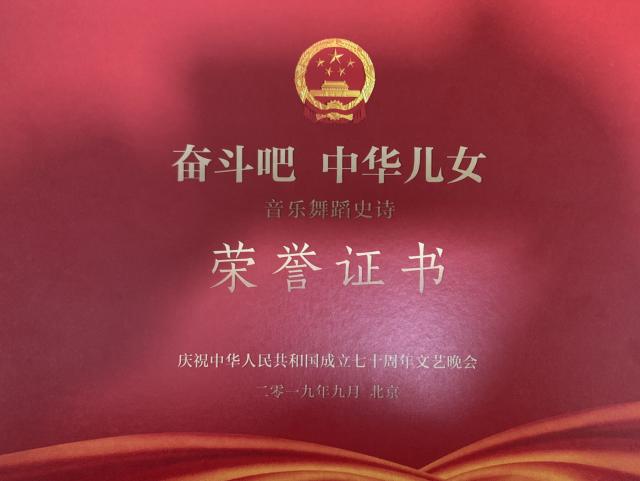 奋斗吧 中华儿女
音乐舞蹈史诗
荣誉证书
庆祝中华人民共和国成立七十周年文艺晚会
二零一九年九月 北京